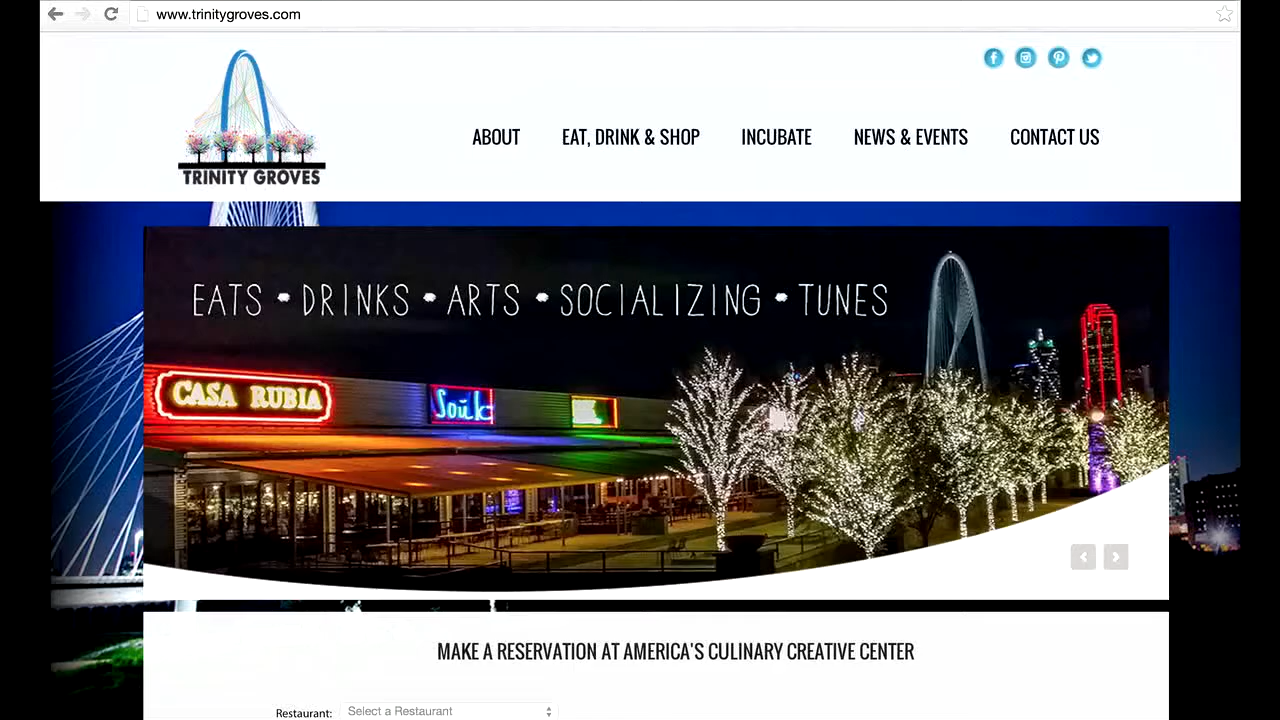 www.trinitygroves.com
TRINITY GROVES
ABOUT
EAT, DRINK & SHOP
INCUBATE
NEWS & EVENTS
CONTACT US
EATS • DRINKS • ARTS • SOCIALIZING • TUNES
CASA RUBIA
Souk
MAKE A RESERVATION AT AMERICA'S CULINARY CREATIVE CENTER
Restaurant: Select a Restaurant